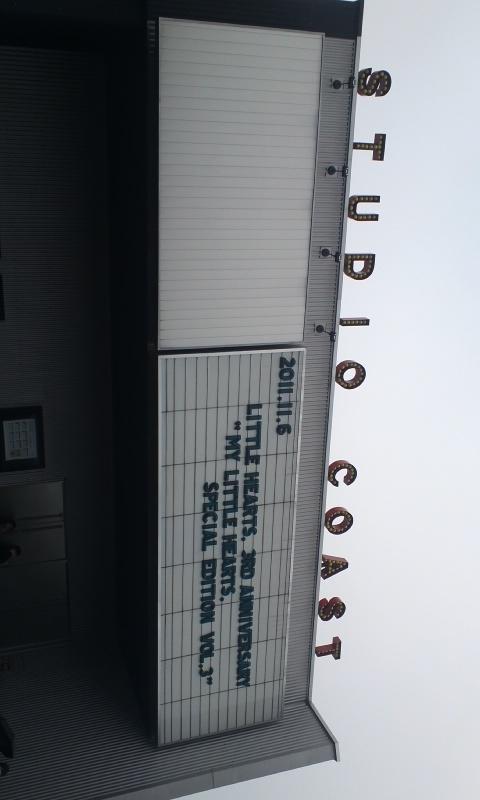 STUDIO COAST
2011.11.6
LITTLE HEARTS. 3RD ANNIVERSARY
"MY LITTLE HEARTS.
SPECIAL EDITION VOL.3"